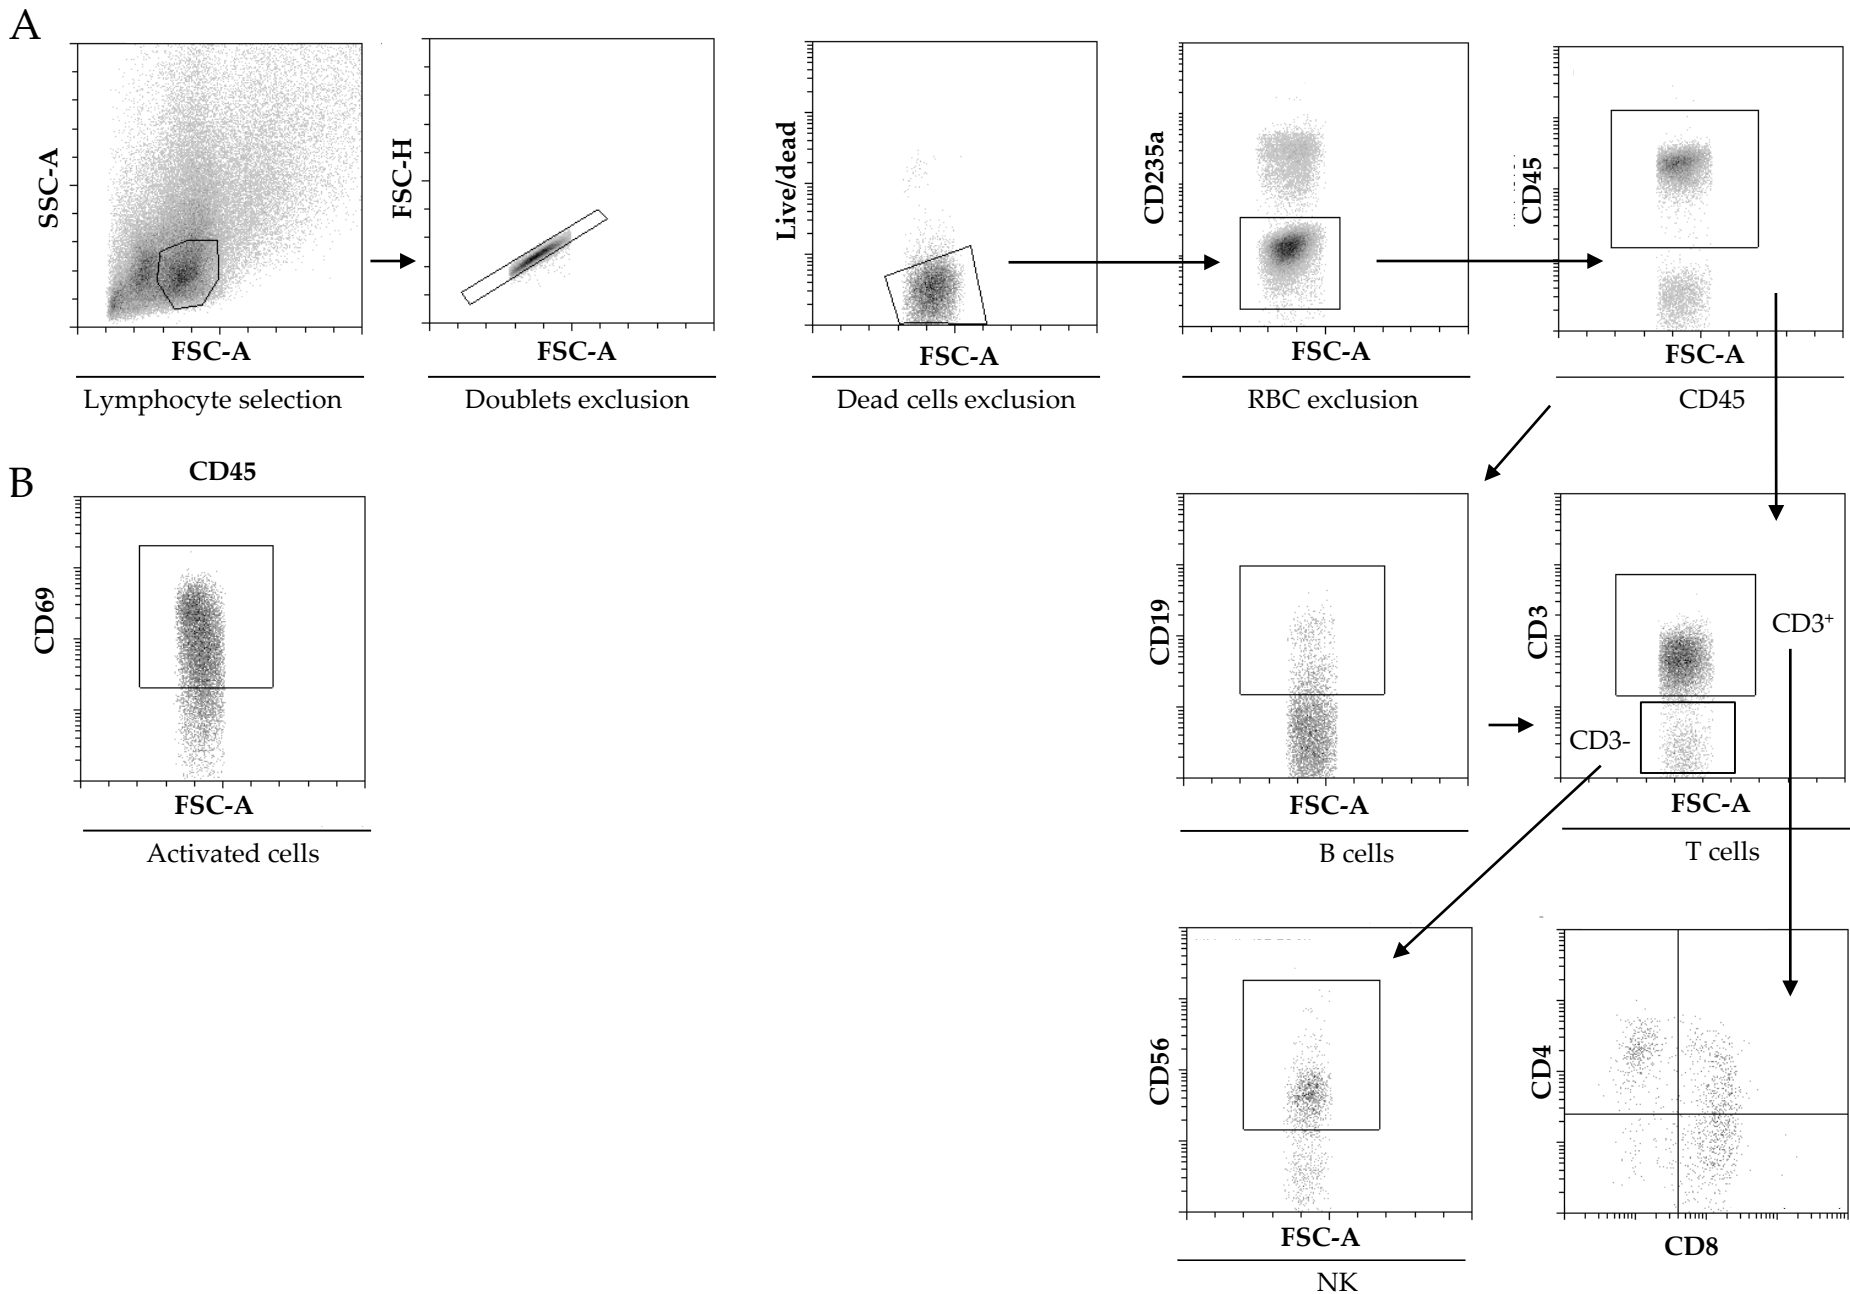 A
SSC-A
FSC-A
Lymphocyte selection
FSC-H
FSC-A
Doublets exclusion
Live/dead
FSC-A
Dead cells exclusion
CD235a
FSC-A
RBC exclusion
CD45
FSC-A
CD45
B
CD45
CD69
FSC-A
Activated cells
CD19
FSC-A
B cells
CD3
CD3+
CD3-
FSC-A
T cells
CD56
FSC-A
NK
CD4
CD8